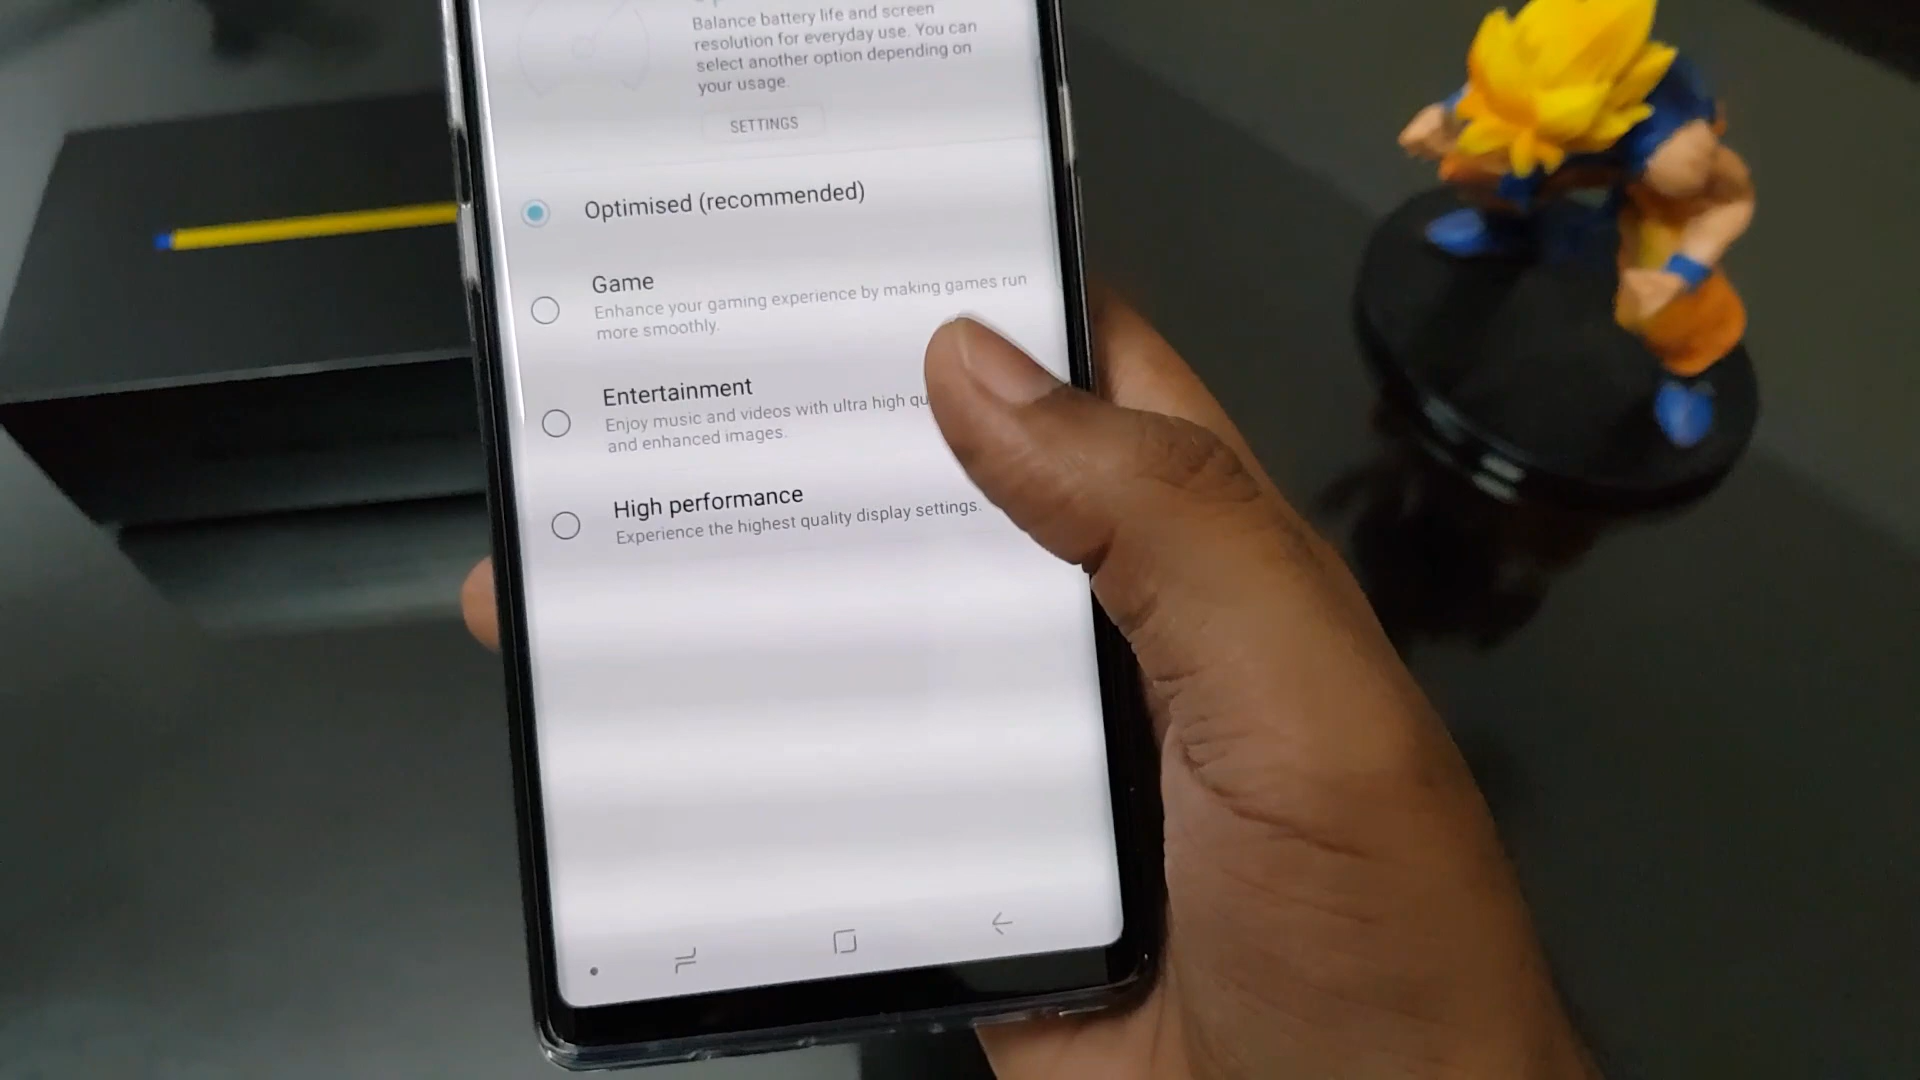 Balance battery life and screen
resolution for everyday use. You can
select another option depending on
your usage.
SETTINGS
Optimised (recommended)
Game
Enhance your gaming experience by making games run
more smoothly.
Entertainment
Enjoy music and videos with ultra high qu
and enhanced images.
High performance
Experience the highest quality display settings.